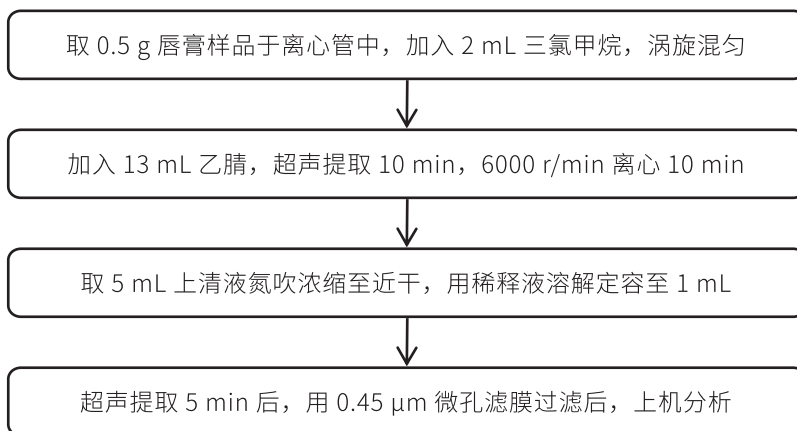 取 0.5 g 唇膏样品于离心管中，加入 2 mL 三氯甲烷，涡旋混匀
加入 13 mL 乙腈，超声提取 10 min，6000 r/min 离心 10 min
取 5 mL 上清液氮吹浓缩至近干，用稀释液溶解定容至 1 mL
超声提取 5 min 后，用 0.45 μm 微孔滤膜过滤后，上机分析